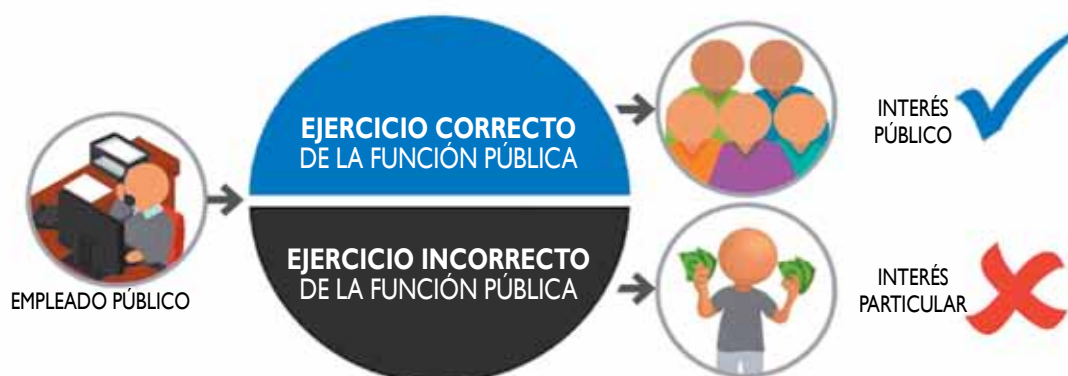 EMPLEADO PÚBLICO
EJERCICIO CORRECTO
DE LA FUNCIÓN PÚBLICA
INTERÉS
PÚBLICO
EJERCICIO INCORRECTO
DE LA FUNCIÓN PÚBLICA
INTERÉS
PARTICULAR